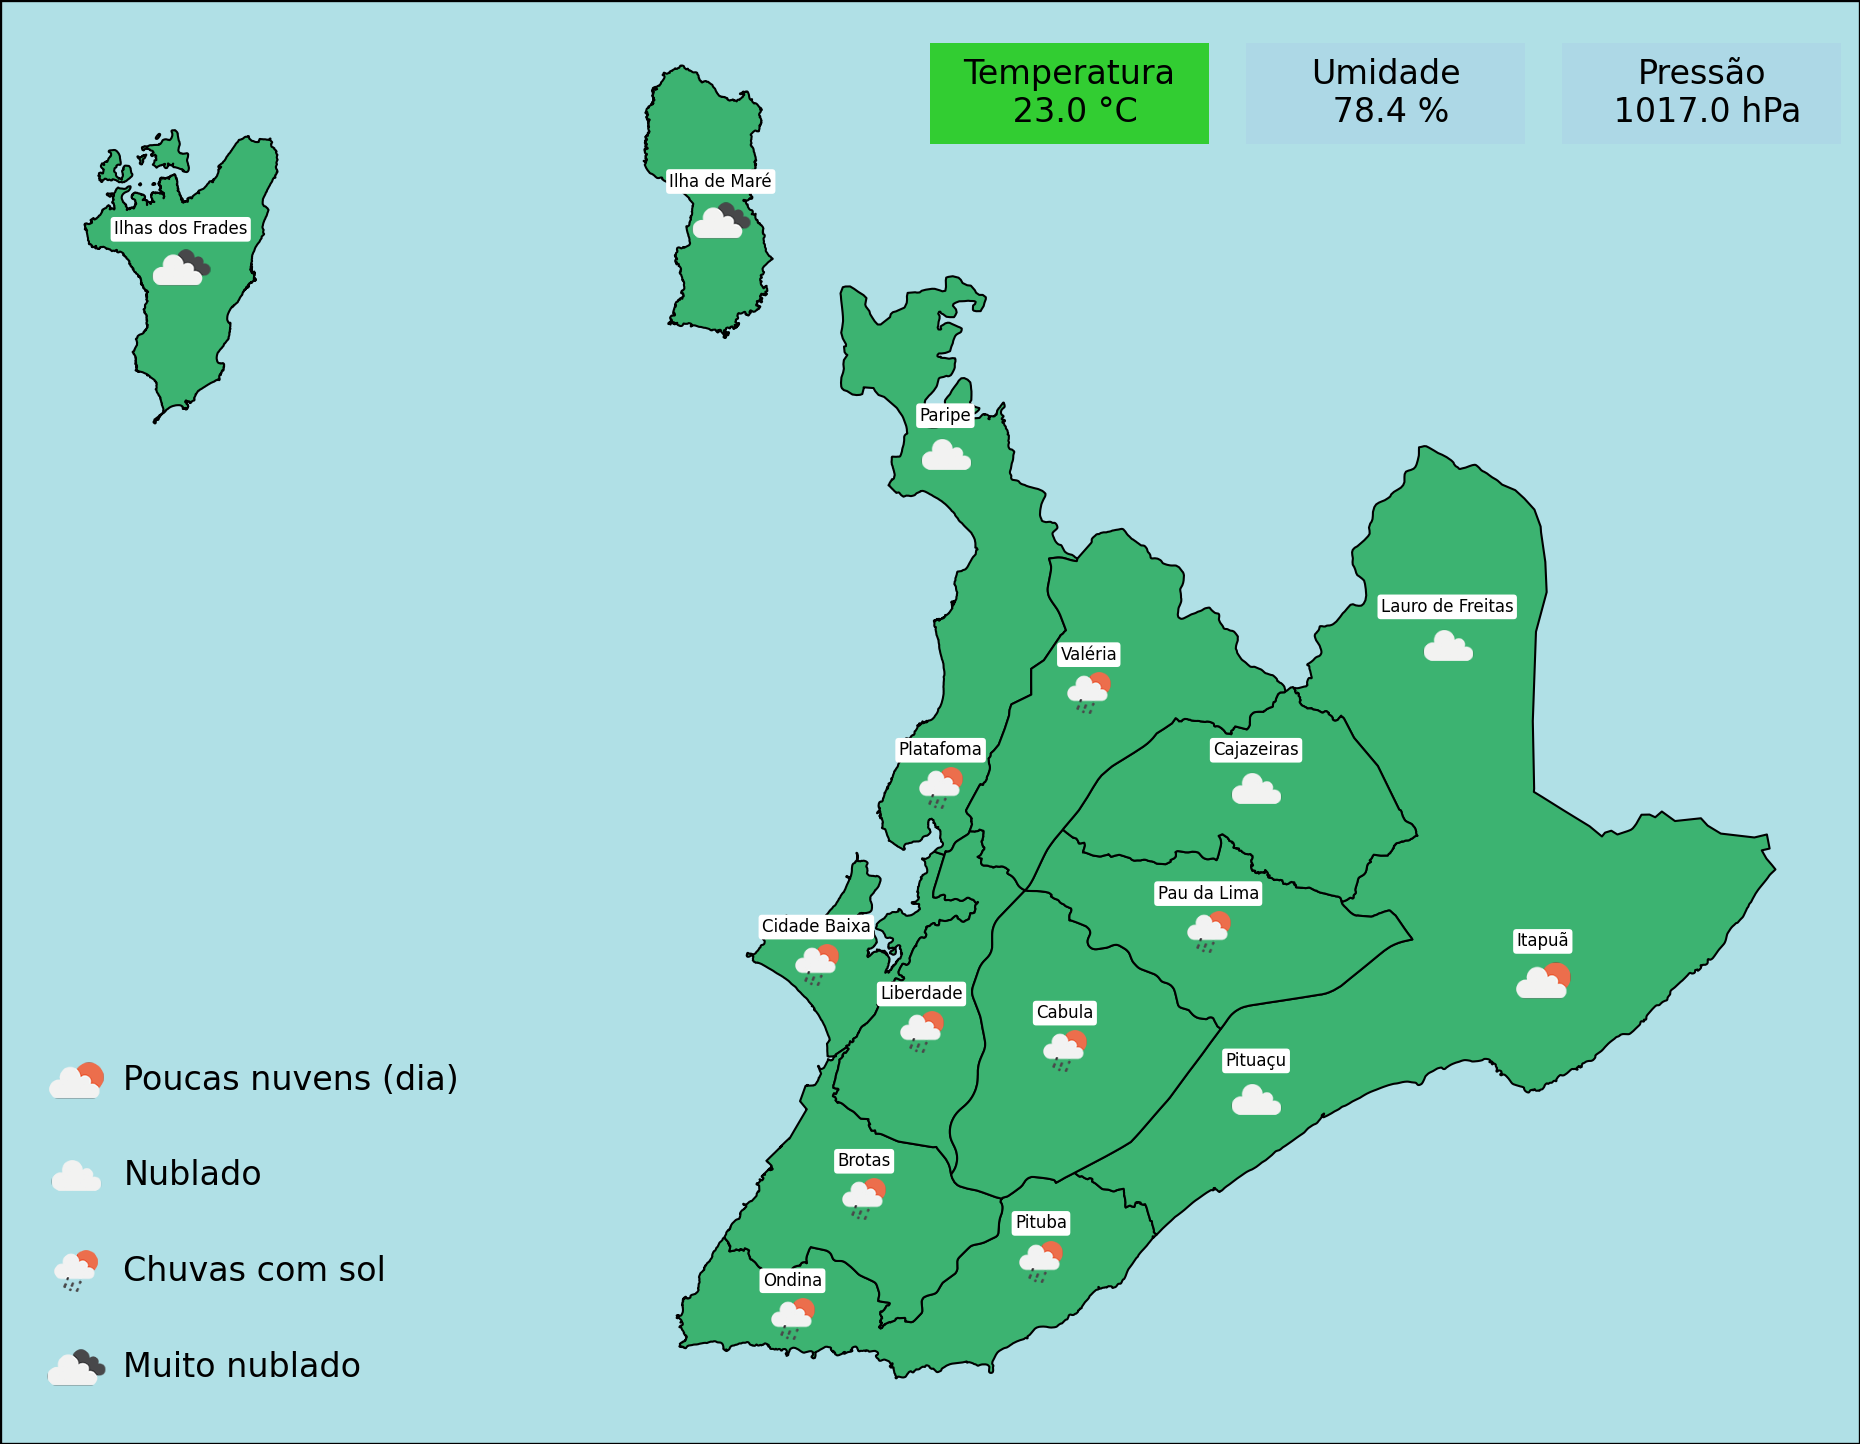 Temperatura
23.0 °C
Umidade
78.4 %
Pressão
1017.0 hPa
Ilha de Maré
Ilhas dos Frades
Paripe
Lauro de Freitas
Valéria
Platafoma
Cajazeiras
Pau da Lima
Cidade Baixa
Itapuã
Liberdade
Cabula
Pituaçu
Brotas
Pituba
Ondina
Poucas nuvens (dia)
Nublado
Chuvas com sol
Muito nublado